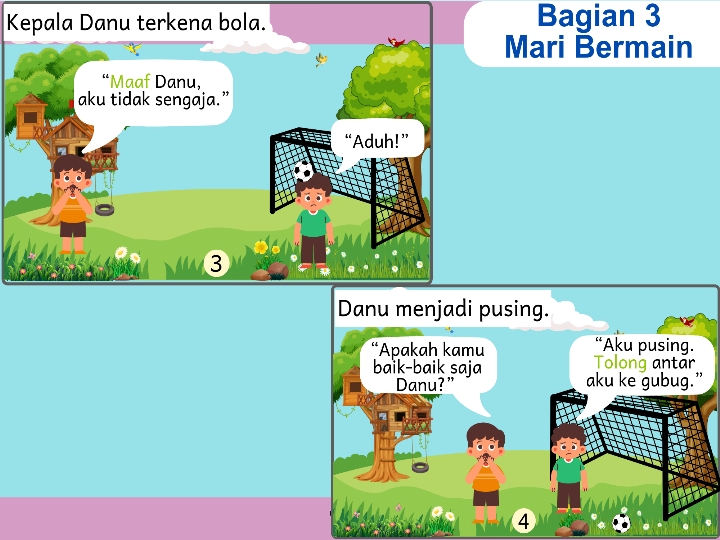 Bagian 3
Mari Bermain
Kepala Danu terkena bola.
“Maaf Danu,
aku tidak sengaja.”
“Aduh!”
3
Danu menjadi pusing.
“Apakah kamu
baik-baik saja
Danu?”
“Aku pusing.
Tolong antar
aku ke gubug.”
4